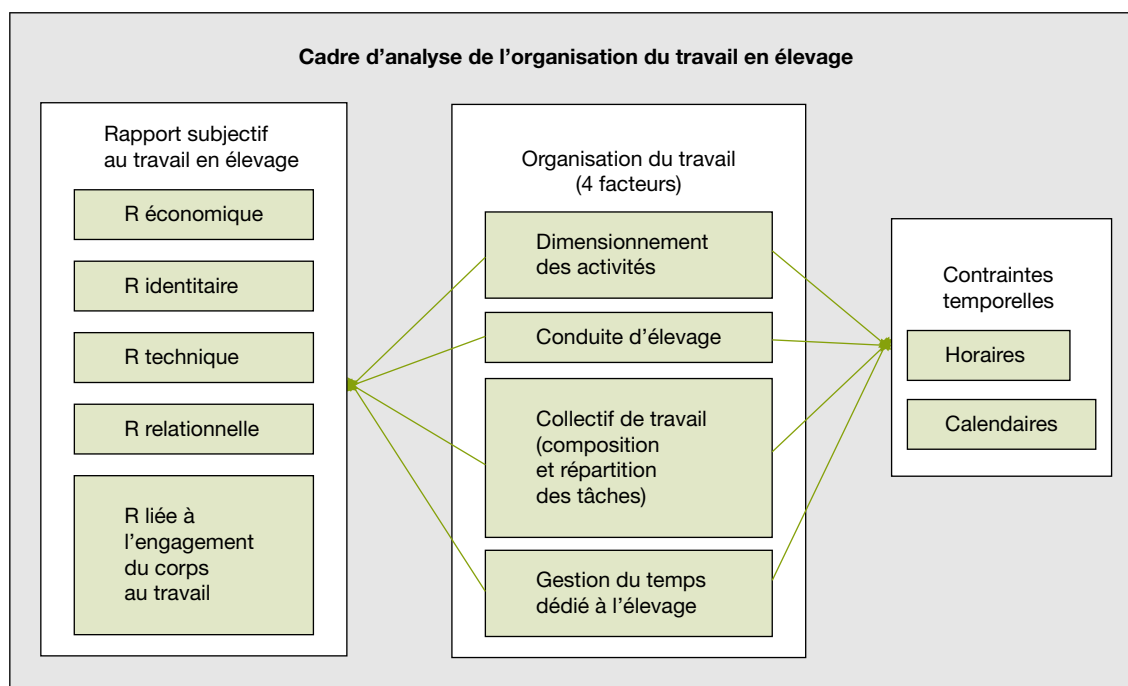 Cadre d’analyse de l’organisation du travail en élevage
Rapport subjectif
au travail en élevage
R économique
R identitaire
R technique
R relationnelle
R liée à
l’engagement
du corps
au travail
Organisation du travail
(4 facteurs)
Dimensionnement
des activités
Conduite d’élevage
Collectif de travail
(composition
et répartition
des tâches)
Gestion du temps
dédié à l’élevage
Contraintes
temporelles
Horaires
Calendaires